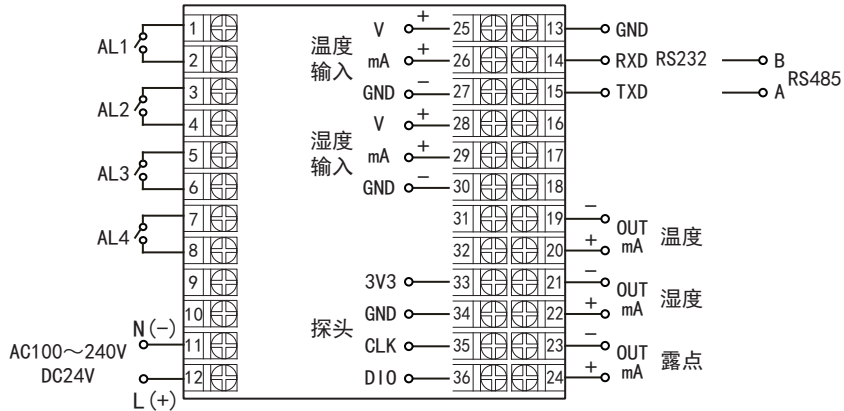 1 V + 25 13 GND
AL1 温度 2 mA + 26 14 RXD RS232 B
输入 3 GND − 27 15 TXD A RS485
AL2 4 V + 28 16
湿度 5 mA + 29 17
AL3 输入 6 GND − 30 18
7 31 19 − OUT 温度
AL4 8 32 20 + mA
9 3V3 33 21 − OUT 湿度
10 GND 34 22 + mA
N(−) 11 探头 CLK 35 23 − OUT 露点
AC100～240V
DC24V 12 DIO 36 24 + mA
L(+)